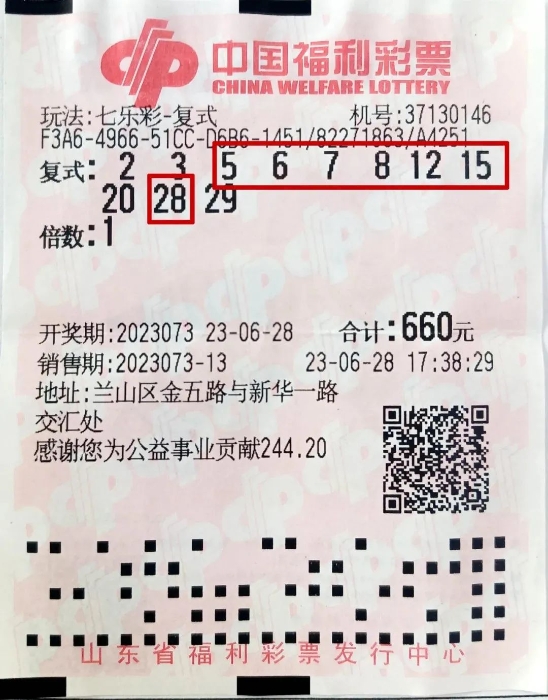 中国福利彩票
CHINA WELFARE LOTTERY
玩法:七乐彩-复式 机号:37130146
F3A6-4966-51CC-D6B6-1451/82271863/A4251
复式: 2 3 5 6 7 8 12 15
20 28 29
倍数:1
开奖期:2023073 23-06-28 合计:660元
销售期:2023073-13 23-06-28 17:38:29
地址:兰山区金五路与新华一路
交汇处
感谢您为公益事业贡献244.20
山东省福利彩票发行中心